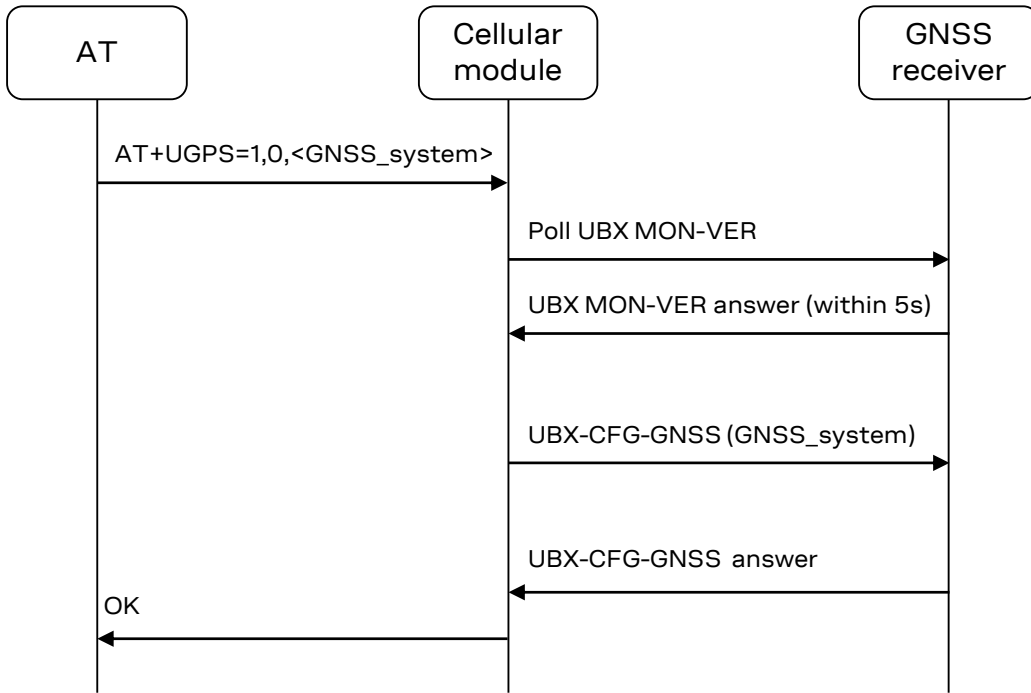 AT
Cellular
module
GNSS
receiver
AT+UGPS=1,0,<GNSS_system>
Poll UBX MON-VER
UBX MON-VER answer (within 5s)
UBX-CFG-GNSS (GNSS_system)
UBX-CFG-GNSS answer
OK